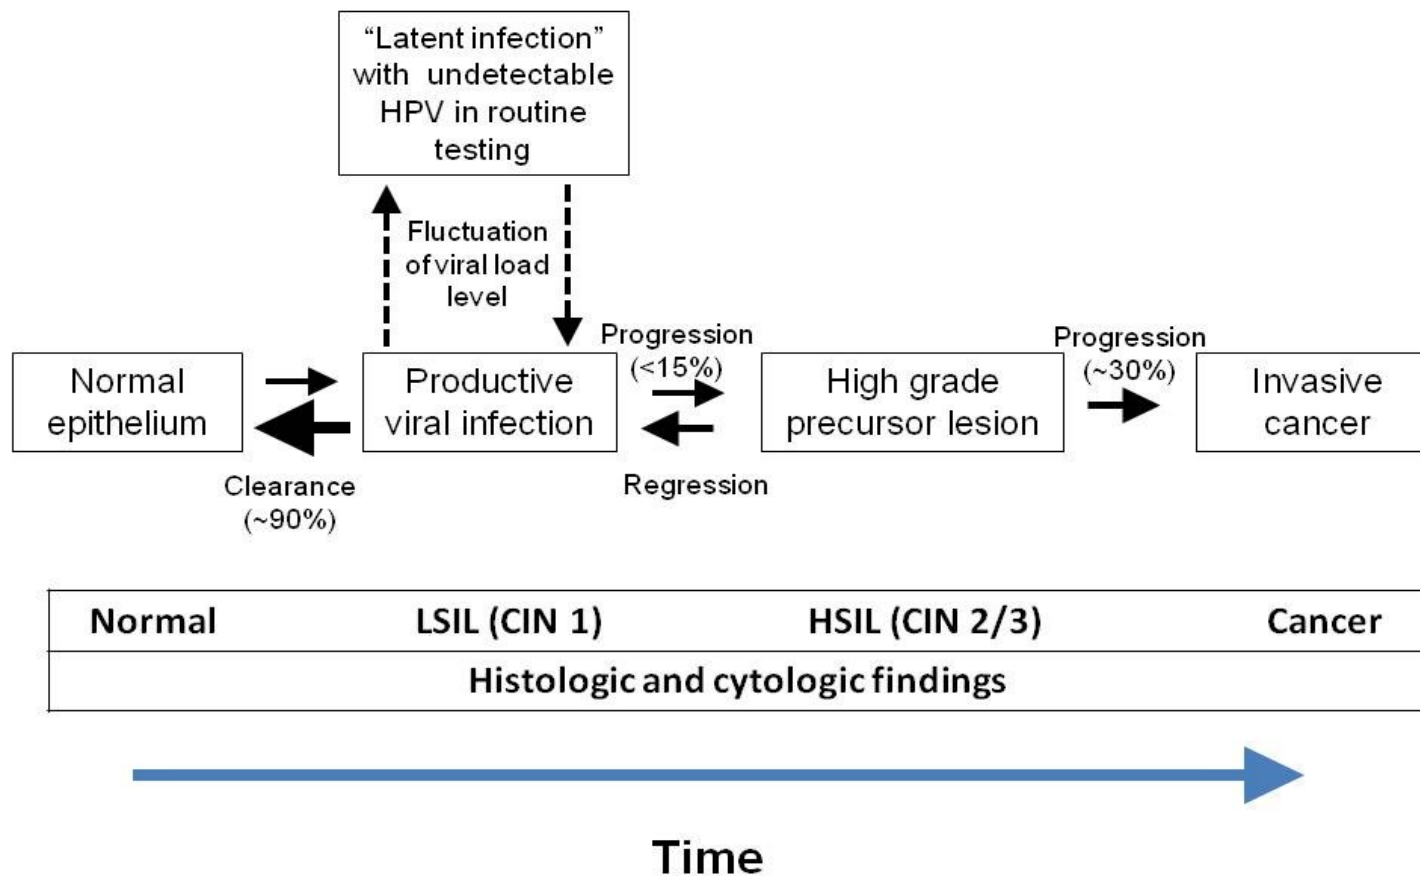 “Latent infection”
with undetectable
HPV in routine
testing
Fluctuation
of viral load
level
Progression
(<15%)
Progression
(~30%)
Normal
epithelium
Productive
viral infection
High grade
precursor lesion
Invasive
cancer
Clearance
(~90%)
Regression
Normal LSIL (CIN 1) HSIL (CIN 2/3) Cancer
Histologic and cytologic findings
Time